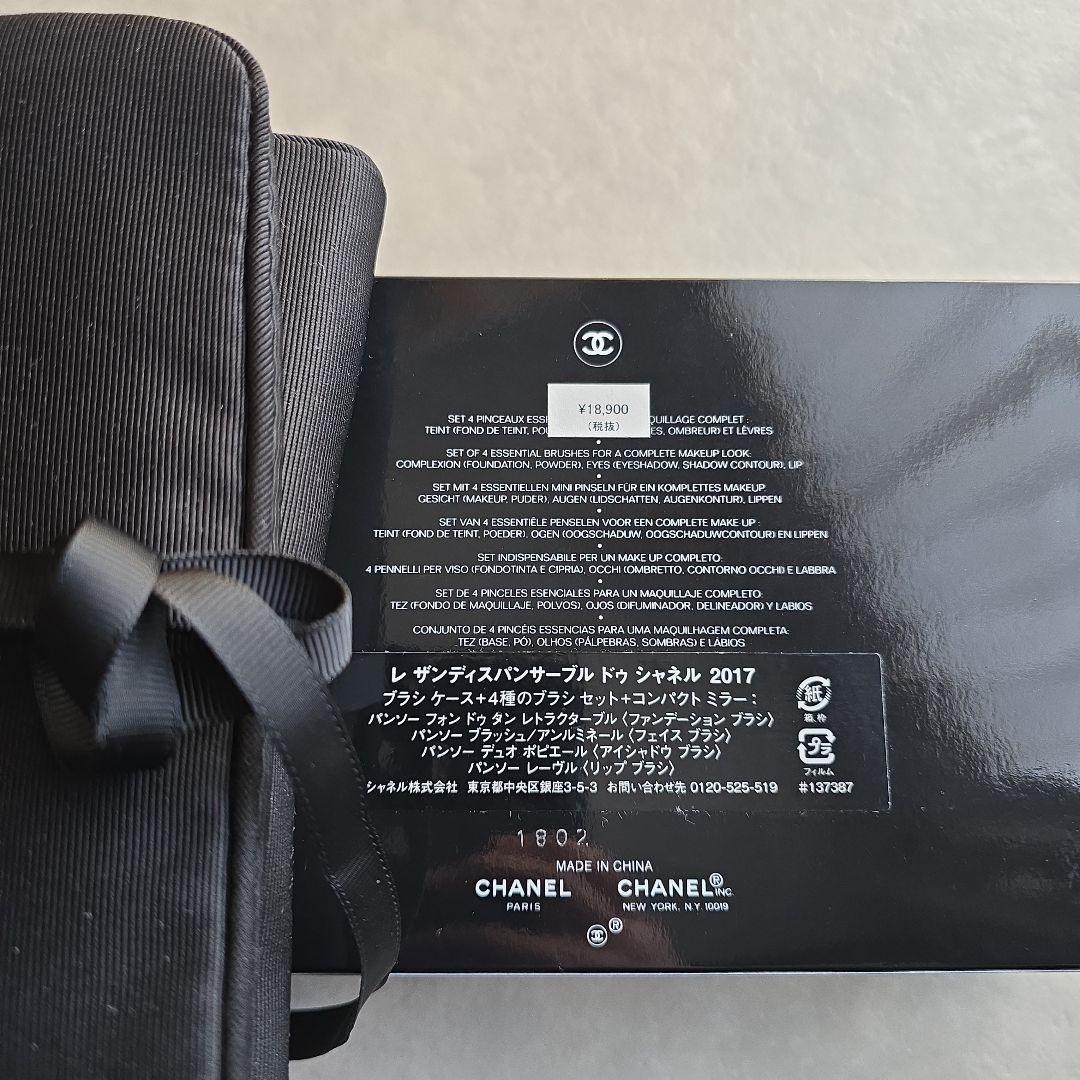 ¥18,900
(税抜)
SET 4 PINCEAUX QUILLAGE COMPLET :
TEINT (FOND DE TEINT, OMBREUR) ET LÈVRES
SET OF 4 ESSENTIAL BRUSHES FOR A COMPLETE MAKEUP LOOK:
COMPLEXION (FOUNDATION, POWDER), EYES (EYESHADOW, SHADOW CONTOUR), LIP
SET MIT 4 ESSENTIELLEN MINI PINSELN FÜR EIN KOMPLETTES MAKEUP
GESICHT (MAKEUP, PUDER), AUGEN (LIDSCHATTEN, AUGENKONTUR), LIPPEN
SET VAN 4 ESSENTIËLE PENSELEN VOOR EEN COMPLETE MAKE UP :
TEINT (FOND DE TEINT, POEDER), OGEN (OOGSCHADUW, OOGSCHADUWCONTOUR) EN LIPPEN
SET INDISPENSABILE PER UN MAKE UP COMPLETO:
4 PENNELLI PER VISO (FONDOTINTA E CIPRIA), OCCHI (OMBRETTO, CONTORNO OCCHI) E LABBRA
SET DE 4 PINCELES ESENCIALES PARA UN MAQUILLAJE COMPLETO:
TEZ (FONDO DE MAQUILLAJE, POLVOS), OJOS (DIFUMINADOR, DELINEADOR) Y LABIOS
CONJUNTO DE 4 PINCÉIS ESSENCIAS PARA UMA MAQUILHAGEM COMPLETA:
TEZ (BASE, PÓ), OLHOS (PÁLPEBRAS, SOMBRAS) E LÁBIOS
レ ザンディスパンサーブル ドゥ シャネル 2017
ブラシ ケース+4種のブラシ セット+コンパクト ミラー:
パンソー フォン ドゥ タン レトラクターブル〈ファンデーション ブラシ〉
パンソー ブラッシュ/アンルミネール〈フェイス ブラシ〉
パンソー デュオ ポピエール〈アイシャドウ ブラシ〉
パンソー レーヴル〈リップ ブラシ〉
シャネル株式会社 東京都中央区銀座3-5-3 お問い合わせ先 0120-525-519 #137387
紙
箱、枠
プラ
フィルム
1802
MADE IN CHINA
CHANEL CHANEL® INC.
PARIS NEW YORK, N.Y. 10019
®